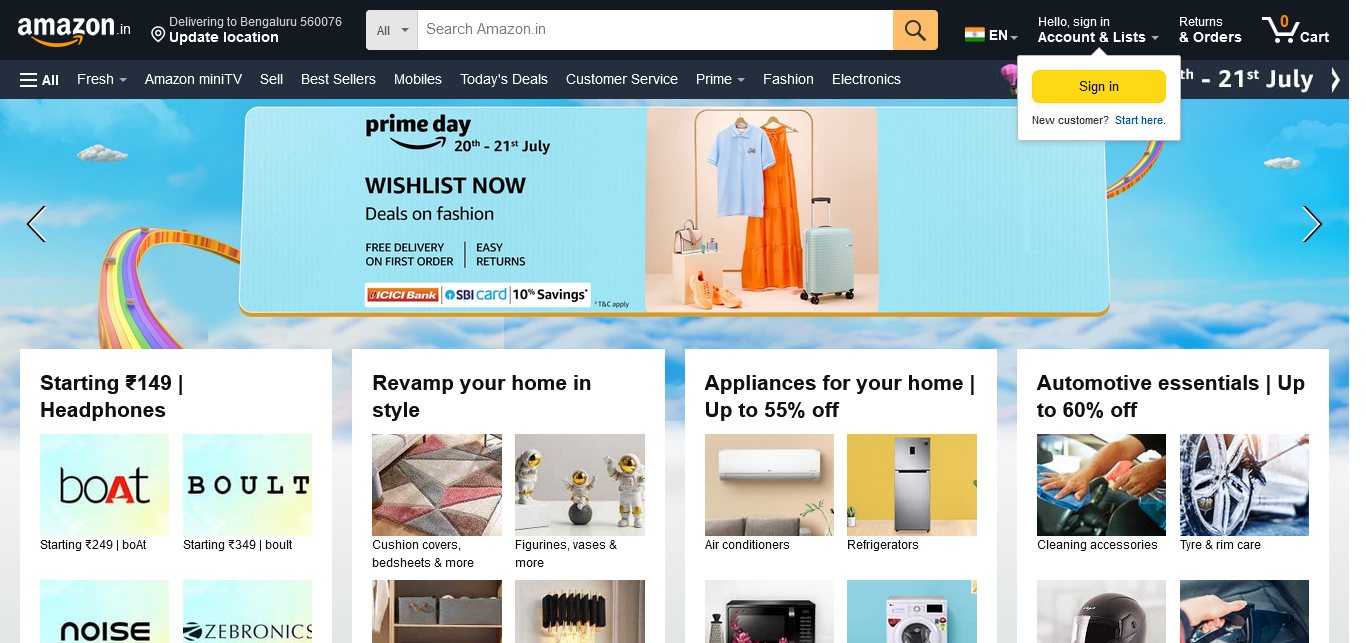 amazon.in
Delivering to Bengaluru 560076
Update location
All
Search Amazon.in
EN
Hello, sign in
Account & Lists
Returns
& Orders
0
Cart
All
Fresh
Amazon miniTV
Sell
Best Sellers
Mobiles
Today's Deals
Customer Service
Prime
Fashion
Electronics
th - 21st July
Sign in
New customer? Start here.
prime day
20th - 21st July
WISHLIST NOW
Deals on fashion
FREE DELIVERY
ON FIRST ORDER
EASY
RETURNS
ICICI Bank
SBI card
10% Savings*
*T&C apply
Starting ₹149 |
Headphones
boAt
BOULT
Starting ₹249 | boAt
Starting ₹349 | boult
noise
ZEBRONICS
Revamp your home in
style
Cushion covers,
bedsheets & more
Figurines, vases &
more
Appliances for your home |
Up to 55% off
Air conditioners
Refrigerators
Automotive essentials | Up
to 60% off
Cleaning accessories
Tyre & rim care